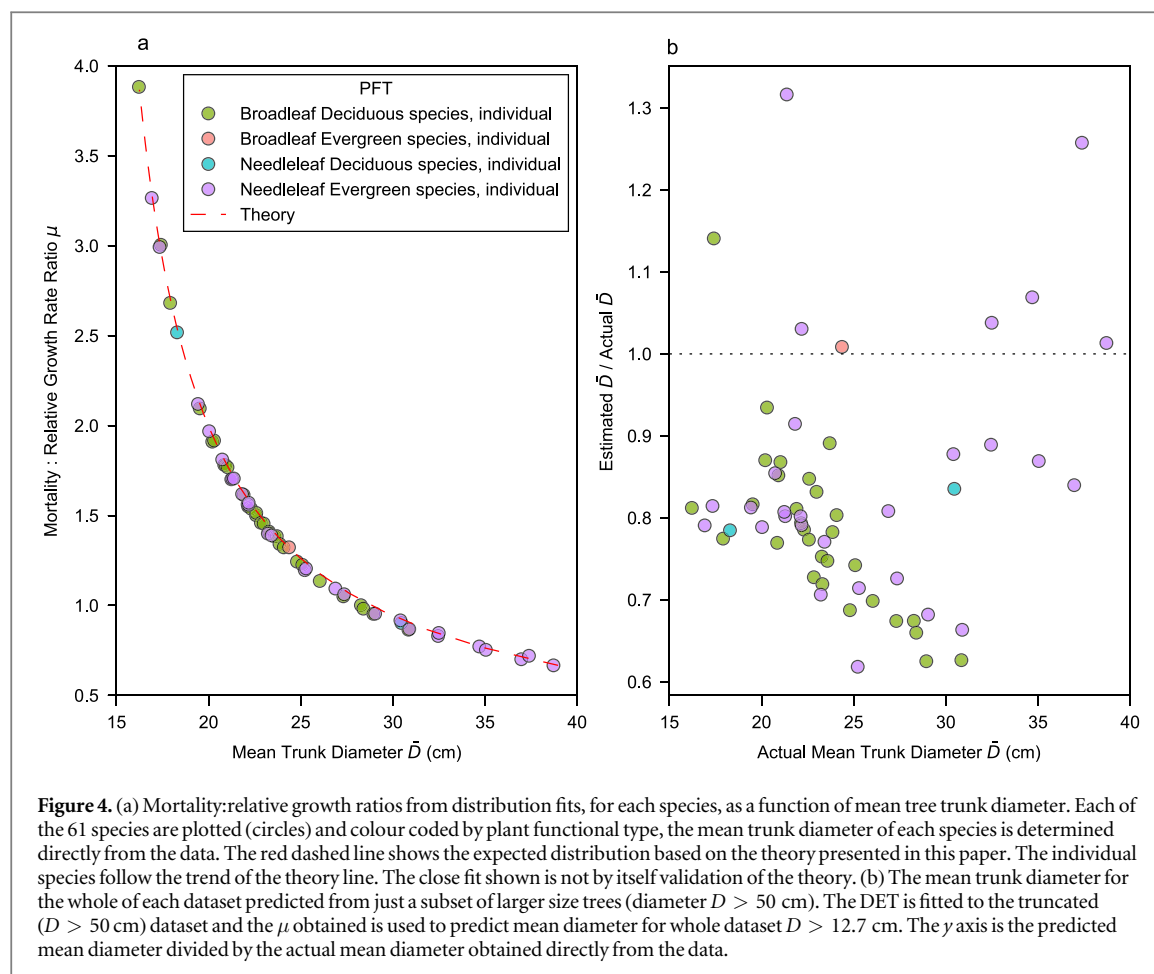 a
4.0
3.5
3.0
2.5
2.0
1.5
1.0
0.5
Mortality : Relative Growth Rate Ratio μ
15 20 25 30 35 40
Mean Trunk Diameter D̄ (cm)
PFT
Broadleaf Deciduous species, individual
Broadleaf Evergreen species, individual
Needleleaf Deciduous species, individual
Needleleaf Evergreen species, individual
Theory
b
1.3
1.2
1.1
1.0
0.9
0.8
0.7
0.6
Estimated D̄ / Actual D̄
15 20 25 30 35 40
Actual Mean Trunk Diameter D̄ (cm)
Figure 4. (a) Mortality:relative growth ratios from distribution fits, for each species, as a function of mean tree trunk diameter. Each of
the 61 species are plotted (circles) and colour coded by plant functional type, the mean trunk diameter of each species is determined
directly from the data. The red dashed line shows the expected distribution based on the theory presented in this paper. The individual
species follow the trend of the theory line. The close fit shown is not by itself validation of the theory. (b) The mean trunk diameter for
the whole of each dataset predicted from just a subset of larger size trees (diameter D > 50 cm). The DET is fitted to the truncated
(D > 50 cm) dataset and the μ obtained is used to predict mean diameter for whole dataset D > 12.7 cm. The y axis is the predicted
mean diameter divided by the actual mean diameter obtained directly from the data.